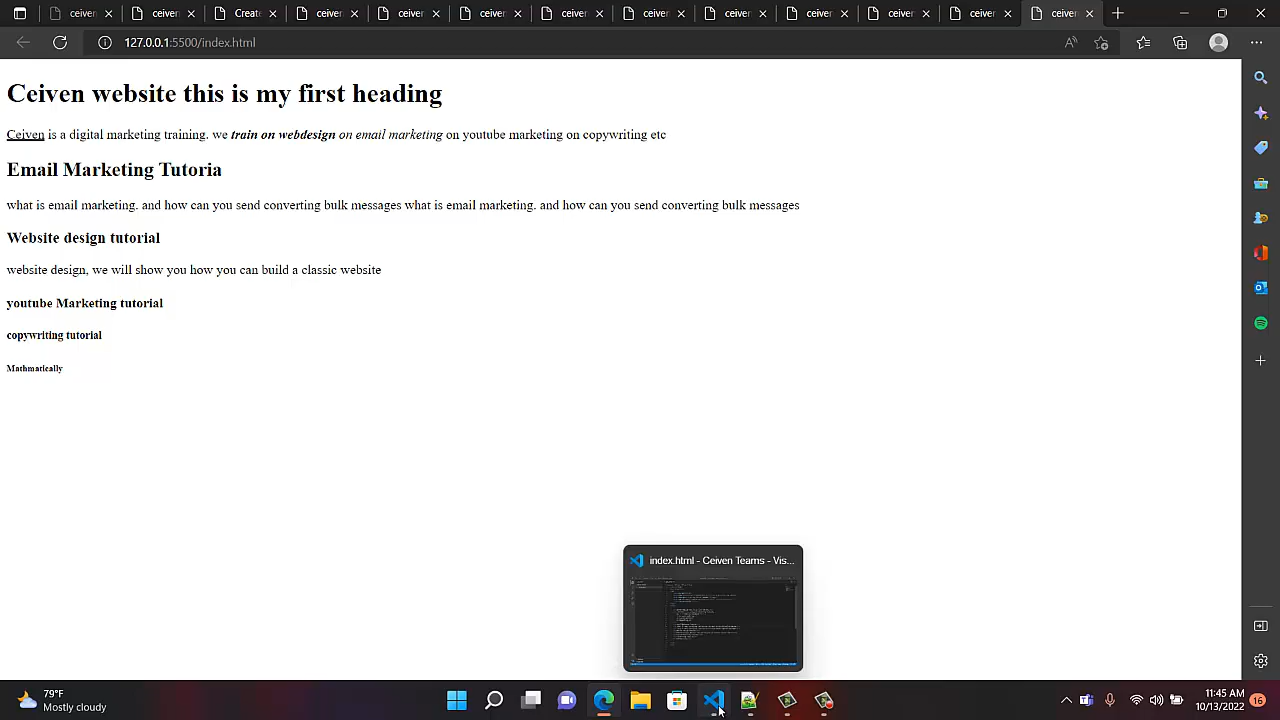 ceiven ceiven Create ceiven ceiven ceiven ceiven ceiven ceiven ceiven ceiven ceiven ceiven
127.0.0.1:5500/index.html
Ceiven website this is my first heading
Ceiven is a digital marketing training. we train on webdesign on email marketing on youtube marketing on copywriting etc
Email Marketing Tutoria
what is email marketing. and how can you send converting bulk messages what is email marketing. and how can you send converting bulk messages
Website design tutorial
website design, we will show you how you can build a classic website
youtube Marketing tutorial
copywriting tutorial
Mathmatically
index.html - Ceiven Teams - Vis...
79°F
Mostly cloudy
11:45 AM
10/13/2022
16